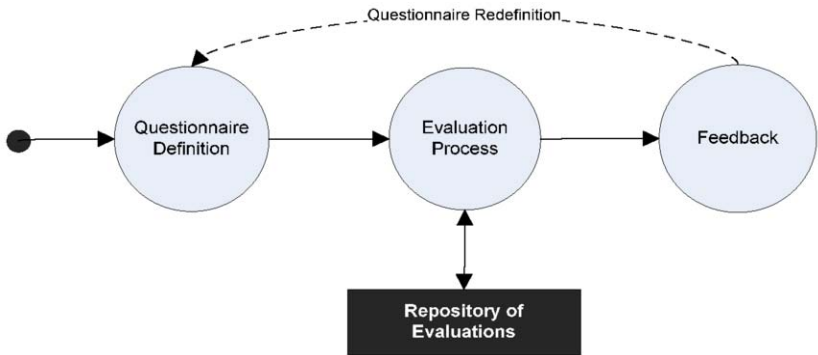 Questionnaire Redefinition
Questionnaire
Definition
Evaluation
Process
Feedback
Repository of
Evaluations